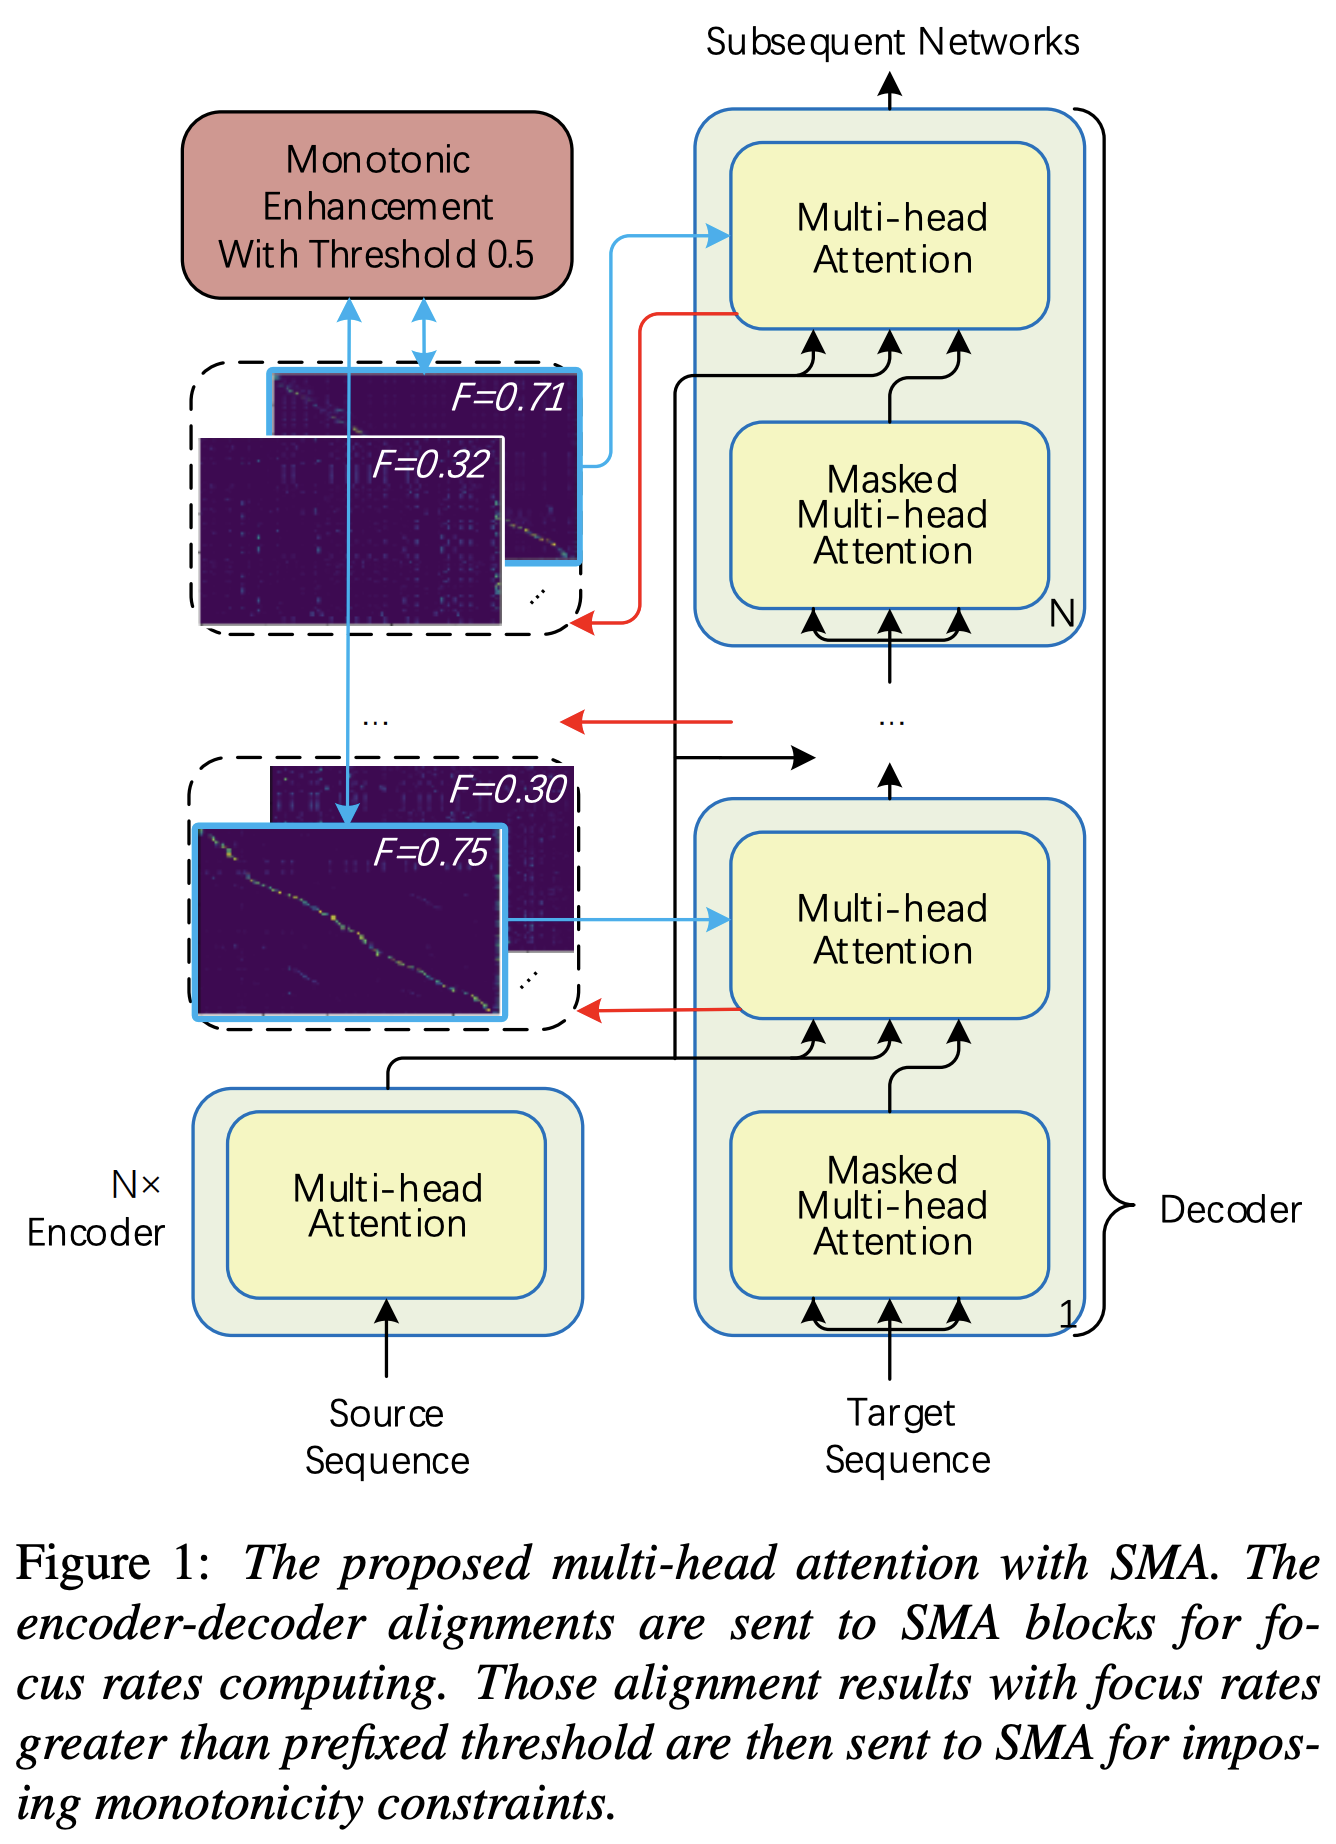 Subsequent Networks
Monotonic
Enhancement
With Threshold 0.5
Multi-head
Attention
F=0.71
F=0.32
...
Masked
Multi-head
Attention
N
...
...
F=0.30
F=0.75
...
Multi-head
Attention
N×
Encoder
Multi-head
Attention
Masked
Multi-head
Attention
1
Decoder
Source
Sequence
Target
Sequence
Figure 1: The proposed multi-head attention with SMA. The
encoder-decoder alignments are sent to SMA blocks for fo-
cus rates computing. Those alignment results with focus rates
greater than prefixed threshold are then sent to SMA for impos-
ing monotonicity constraints.